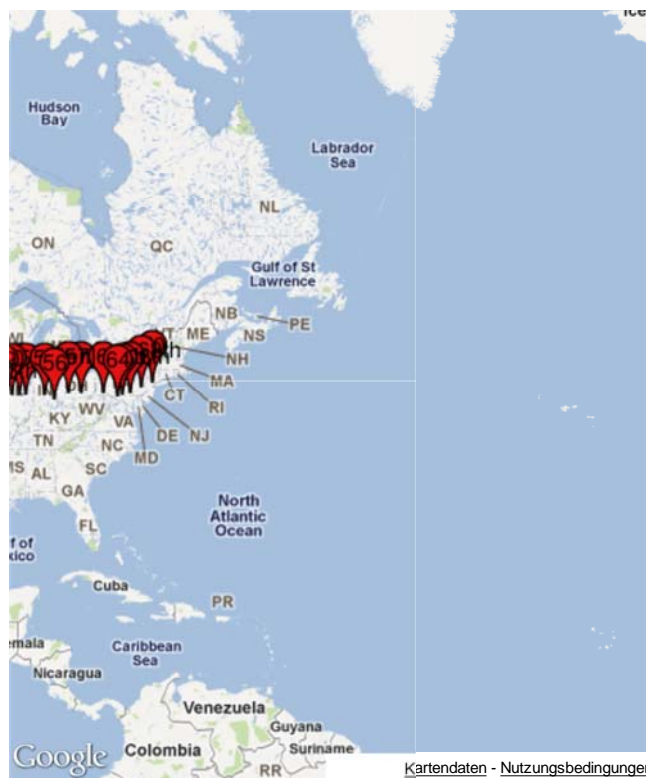 Hudson
Bay
Labrador
Sea
NL
ON
QC
Gulf of St
Lawrence
NB
PE
ME
NS
NH
MA
CT
RI
KY
WV
VA
DE
NJ
TN
NC
MD
AL
SC
GA
FL
North
Atlantic
Ocean
Cuba
PR
Caribbean
Sea
Nicaragua
Venezuela
Guyana
Colombia
Suriname
RR
Google
Kartendaten - Nutzungsbedingungen
56
64